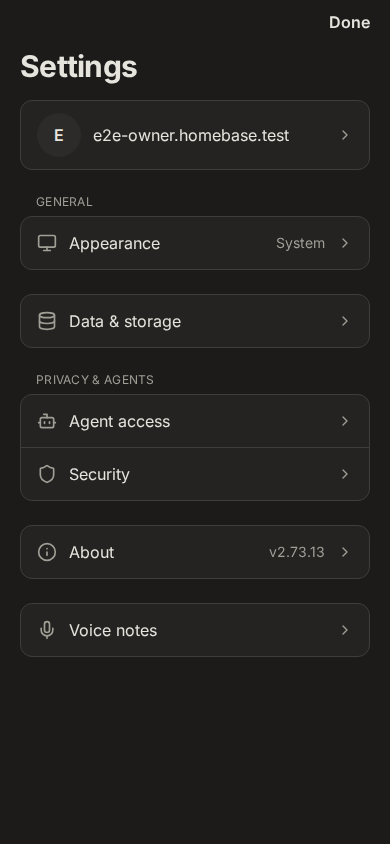 Done
Settings
E
e2e-owner.homebase.test
GENERAL
Appearance System
Data & storage
PRIVACY & AGENTS
Agent access
Security
About v2.73.13
Voice notes